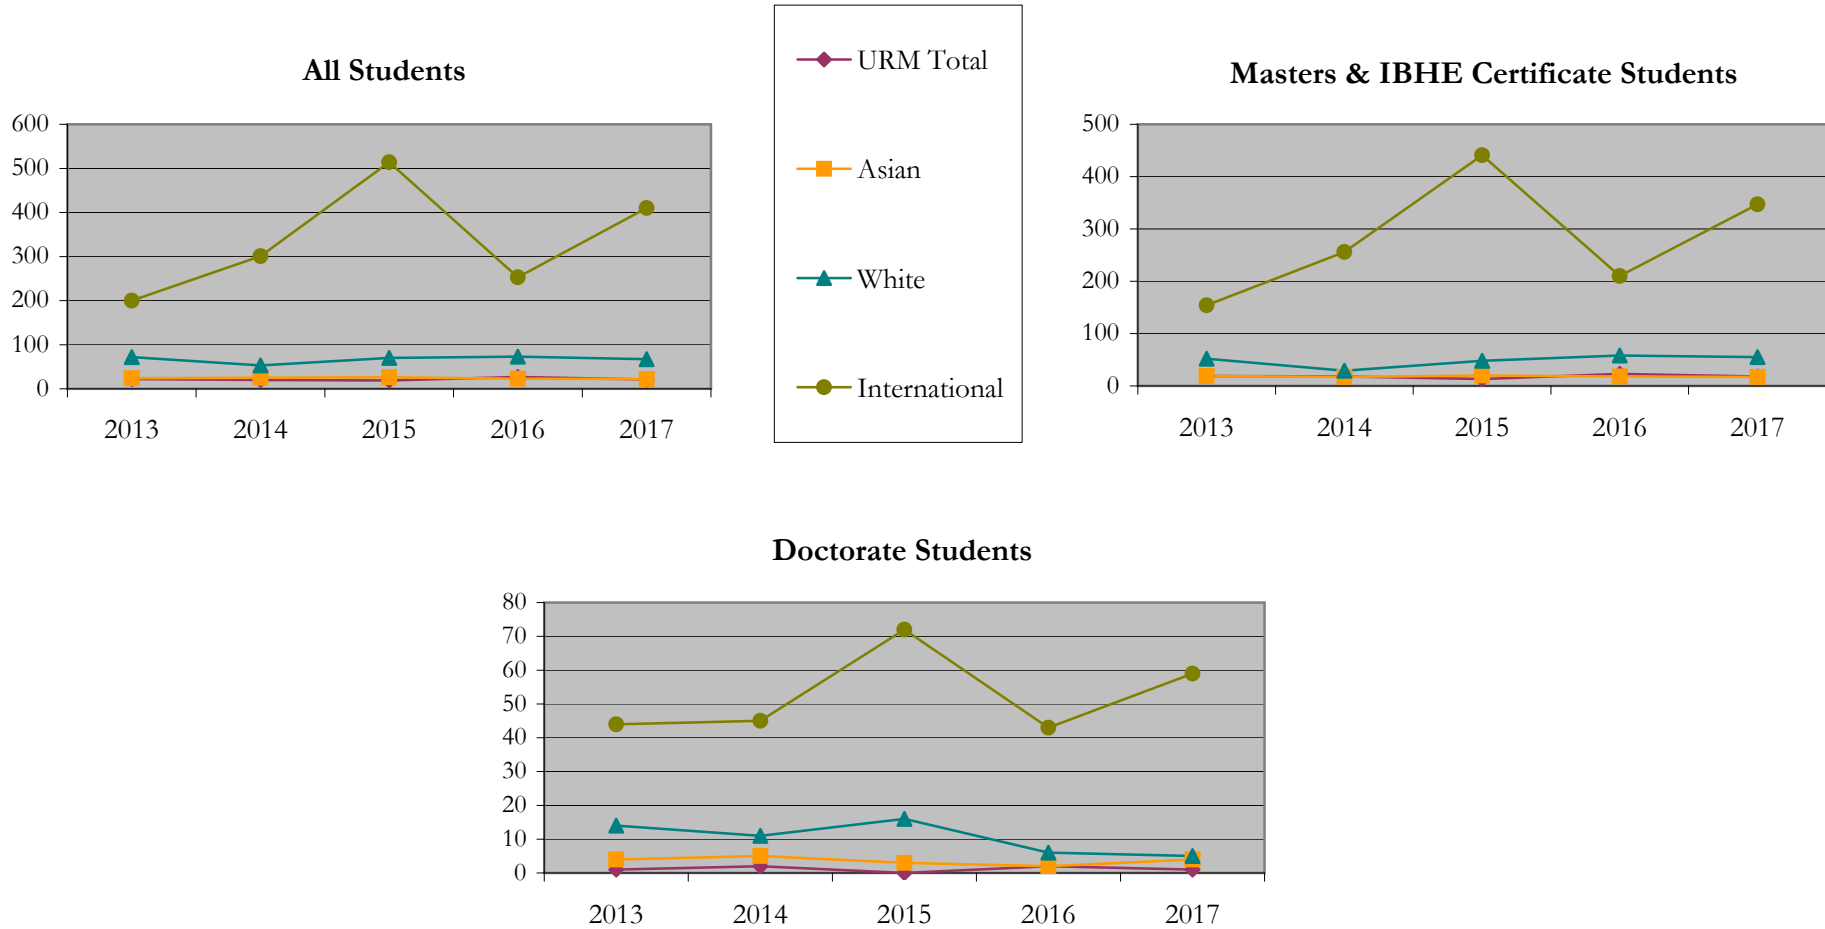 All Students
600
500
400
300
200
100
0
2013 2014 2015 2016 2017
URM Total
Asian
White
International
Masters & IBHE Certificate Students
500
400
300
200
100
0
2013 2014 2015 2016 2017
Doctorate Students
80
70
60
50
40
30
20
10
0
2013 2014 2015 2016 2017